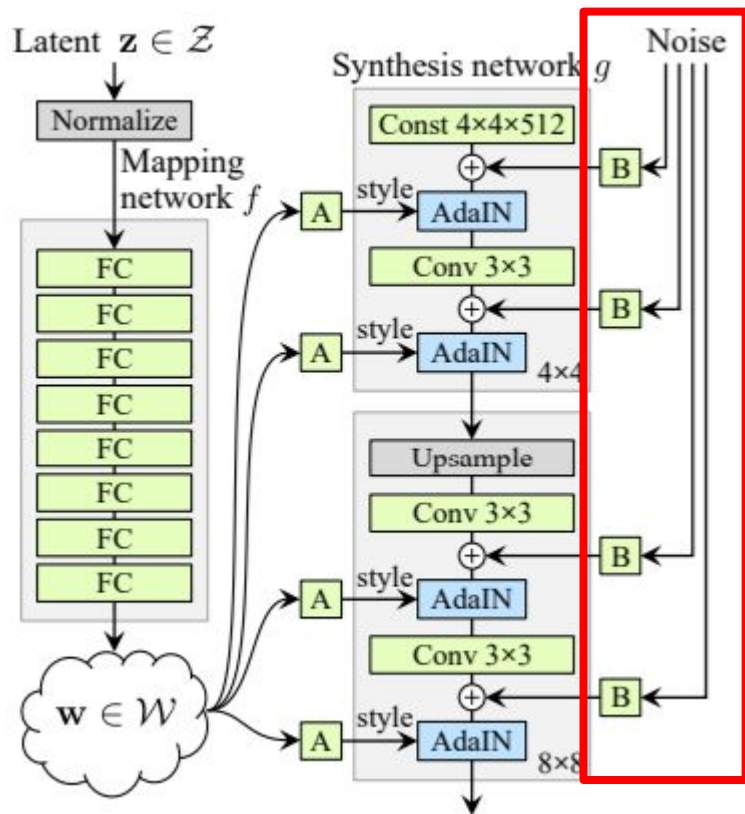 Latent z ∈ Z
Normalize
Mapping
network f
FC
FC
FC
FC
FC
FC
FC
FC
w ∈ W
Synthesis network g
Noise
Const 4×4×512
B
A
style
AdaIN
Conv 3×3
B
A
style
AdaIN
4×4
Upsample
Conv 3×3
B
A
style
AdaIN
Conv 3×3
B
A
style
AdaIN
8×8